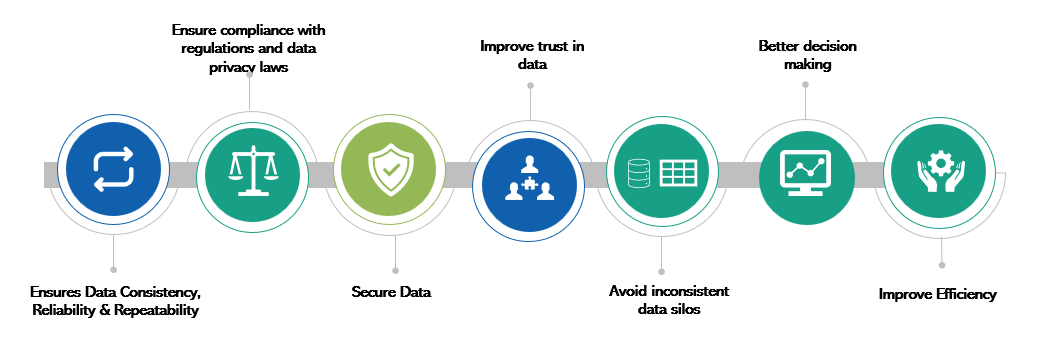 Ensure compliance with
regulations and data
privacy laws
Improve trust in
data
Better decision
making
Ensures Data Consistency,
Reliability & Repeatability
Secure Data
Avoid inconsistent
data silos
Improve Efficiency